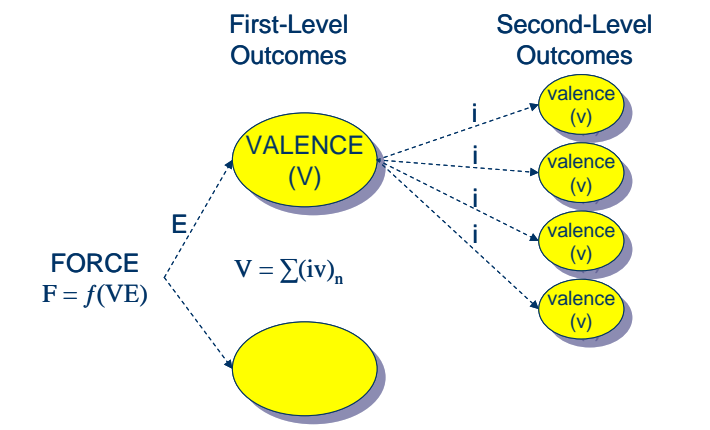 First-Level
Outcomes
Second-Level
Outcomes
valence
(v)
i
VALENCE
(V)
i
valence
(v)
i
E
i
valence
(v)
FORCE
F = f(VE)
V = ∑(iv)n
valence
(v)